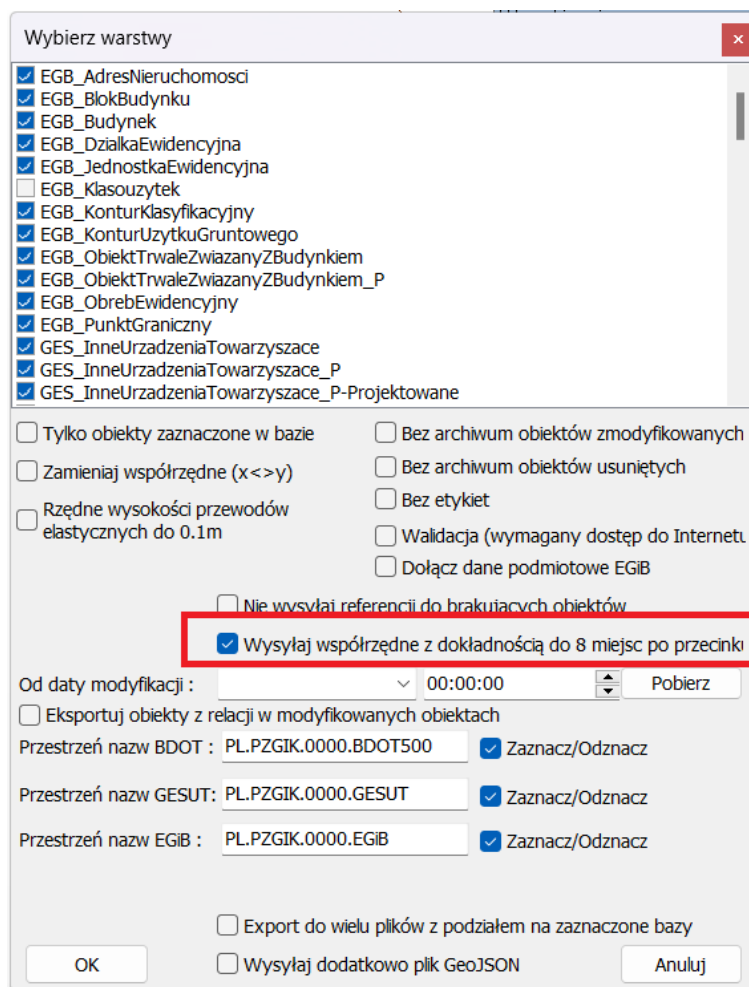 Wybierz warstwy
EGB_AdresNieruchomosci
EGB_BlokBudynku
EGB_Budynek
EGB_DzialkaEwidencyjna
EGB_JednostkaEwidencyjna
EGB_Klasouzytek
EGB_KonturKlasyfikacyjny
EGB_KonturUzytkuGruntowego
EGB_ObiektTrwaleZwiazanyZBudynkiem
EGB_ObiektTrwaleZwiazanyZBudynkiem_P
EGB_ObrebEwidencyjny
EGB_PunktGraniczny
GES_InneUrzadzeniaTowarzyszace
GES_InneUrzadzeniaTowarzyszace_P
GES_InneUrzadzeniaTowarzyszace_P-Projektowane
Tylko obiekty zaznaczone w bazie
Zamieniaj współrzędne (x<>y)
Rzędne wysokości przewodów
elastycznych do 0.1m
Bez archiwum obiektów zmodyfikowanych
Bez archiwum obiektów usuniętych
Bez etykiet
Walidacja (wymagany dostęp do Internetu
Dołącz dane podmiotowe EGiB
Nie wysyłaj referencji do brakujących obiektów
Wysyłaj współrzędne z dokładnością do 8 miejsc po przecinku
Od daty modyfikacji : 00:00:00 Pobierz
Eksportuj obiekty z relacji w modyfikowanych obiektach
Przestrzeń nazw BDOT : PL.PZGIK.0000.BDOT500 Zaznacz/Odznacz
Przestrzeń nazw GESUT: PL.PZGIK.0000.GESUT Zaznacz/Odznacz
Przestrzeń nazw EGiB : PL.PZGIK.0000.EGiB Zaznacz/Odznacz
Export do wielu plików z podziałem na zaznaczone bazy
OK Wysyłaj dodatkowo plik GeoJSON Anuluj